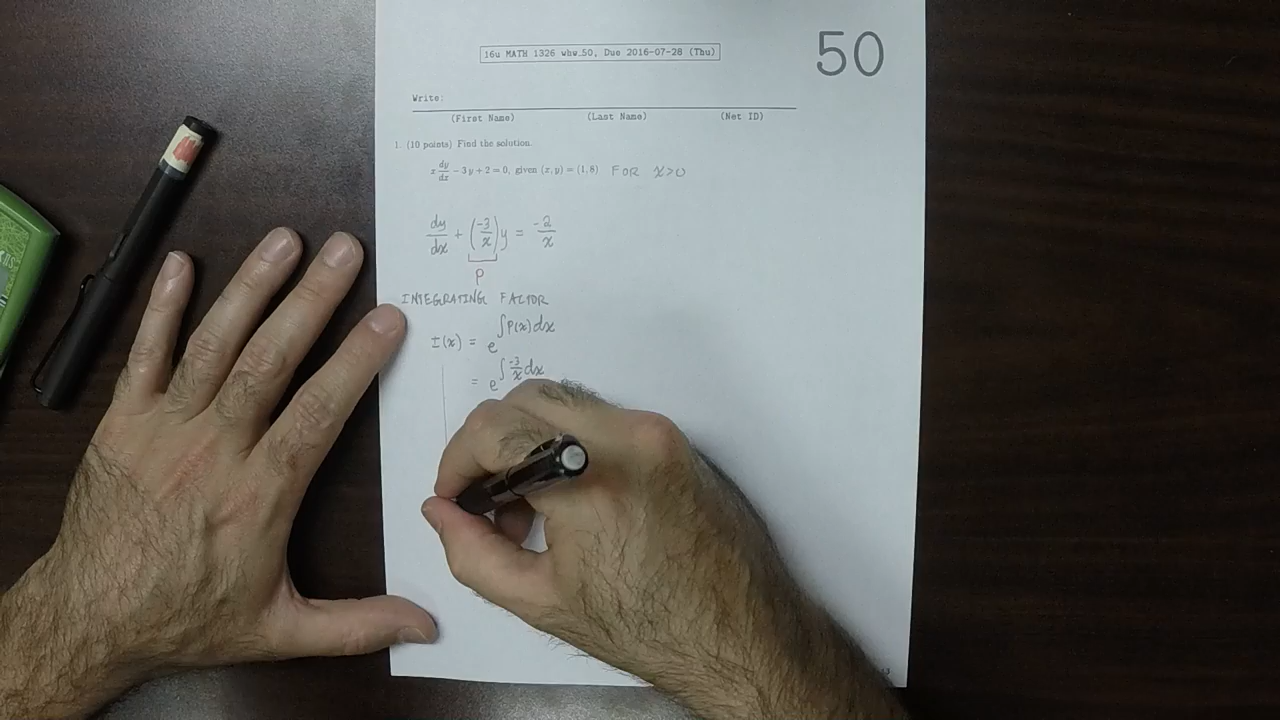 50
16u MATH 1326 whw_50, Due 2016-07-28 (Thu)
Write:
(First Name) (Last Name) (Net ID)
1. (10 points) Find the solution.
x dy/dx − 3y + 2 = 0, given (x, y) = (1, 8) FOR x>0
dy/dx + (-3/x) y = -2/x
P
INTEGRATING FACTOR
I(x) = e^∫P(x)dx
= e^∫-3/x dx